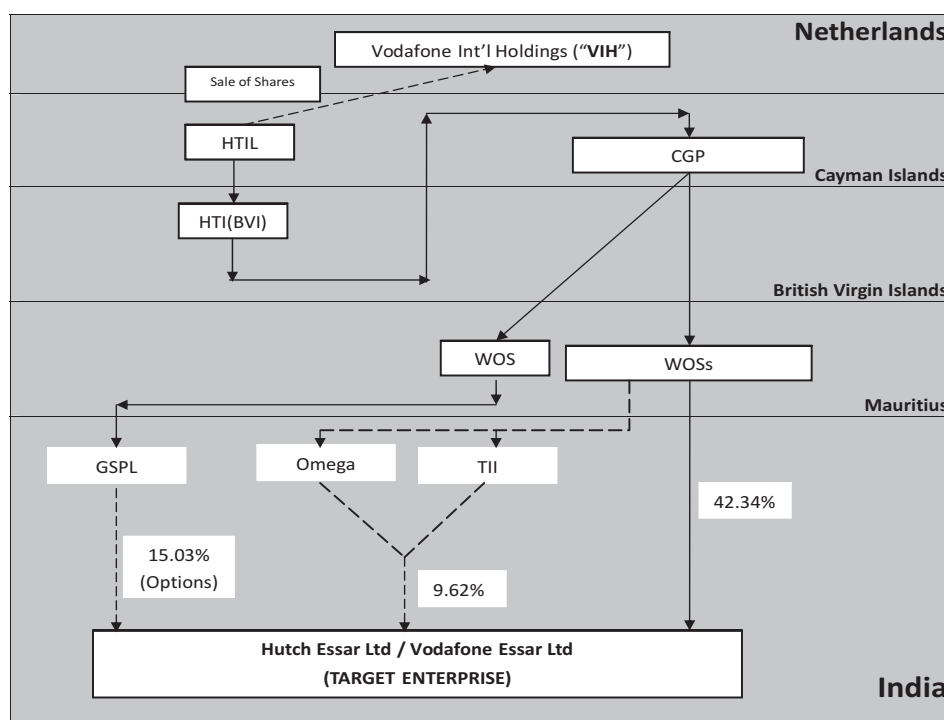 Netherlands
Vodafone Int'l Holdings ("VIH")
Sale of Shares
HTIL
CGP
Cayman Islands
HTI(BVI)
British Virgin Islands
WOS
WOSs
Mauritius
GSPL
Omega
TII
42.34%
15.03%
(Options)
9.62%
Hutch Essar Ltd / Vodafone Essar Ltd
(TARGET ENTERPRISE)
India